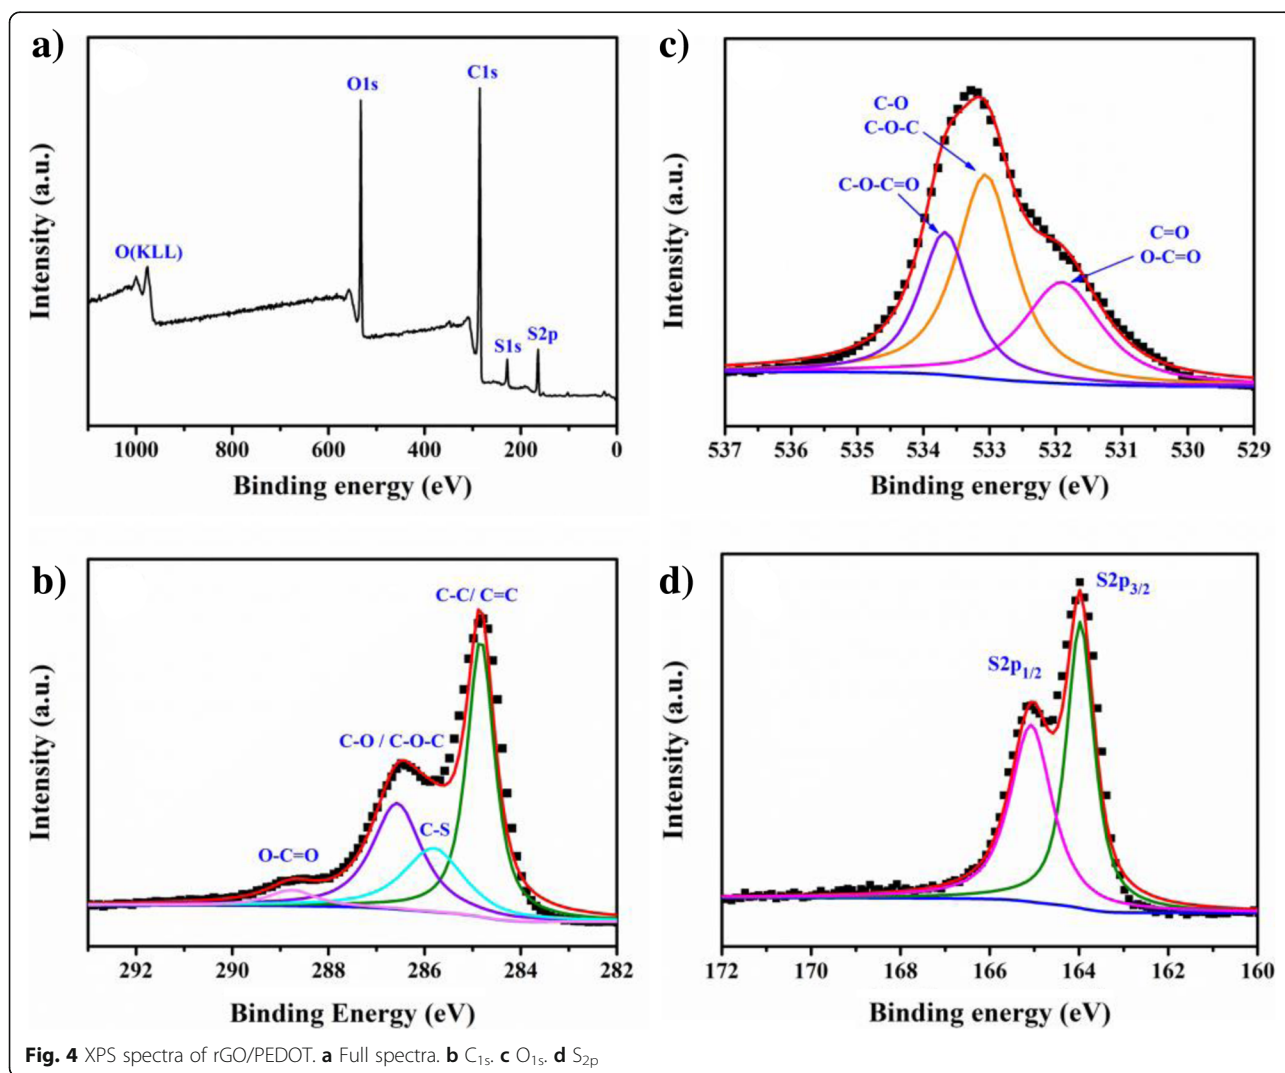 a)
O1s
C1s
O(KLL)
S1s
S2p
Intensity (a.u.)
1000 800 600 400 200 0
Binding energy (eV)
c)
C-O
C-O-C
C-O-C=O
C=O
O-C=O
Intensity (a.u.)
537 536 535 534 533 532 531 530 529
Binding energy (eV)
b)
C-C/ C=C
C-O / C-O-C
C-S
O-C=O
Intensity (a.u.)
292 290 288 286 284 282
Binding Energy (eV)
d)
S2p3/2
S2p1/2
Intensity (a.u.)
172 170 168 166 164 162 160
Binding energy (eV)
Fig. 4 XPS spectra of rGO/PEDOT. a Full spectra. b C1s. c O1s. d S2p